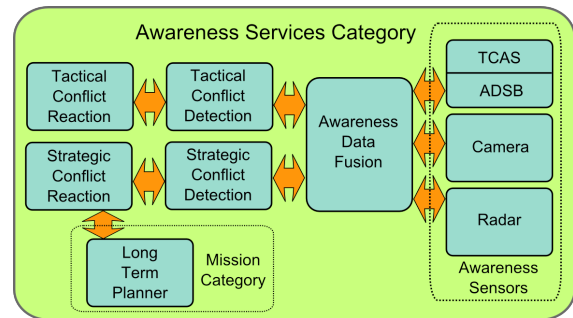 Awareness Services Category
Tactical
Conflict
Reaction
Tactical
Conflict
Detection
Strategic
Conflict
Reaction
Strategic
Conflict
Detection
Awareness
Data
Fusion
TCAS
ADSB
Camera
Radar
Awareness
Sensors
Long
Term
Planner
Mission
Category